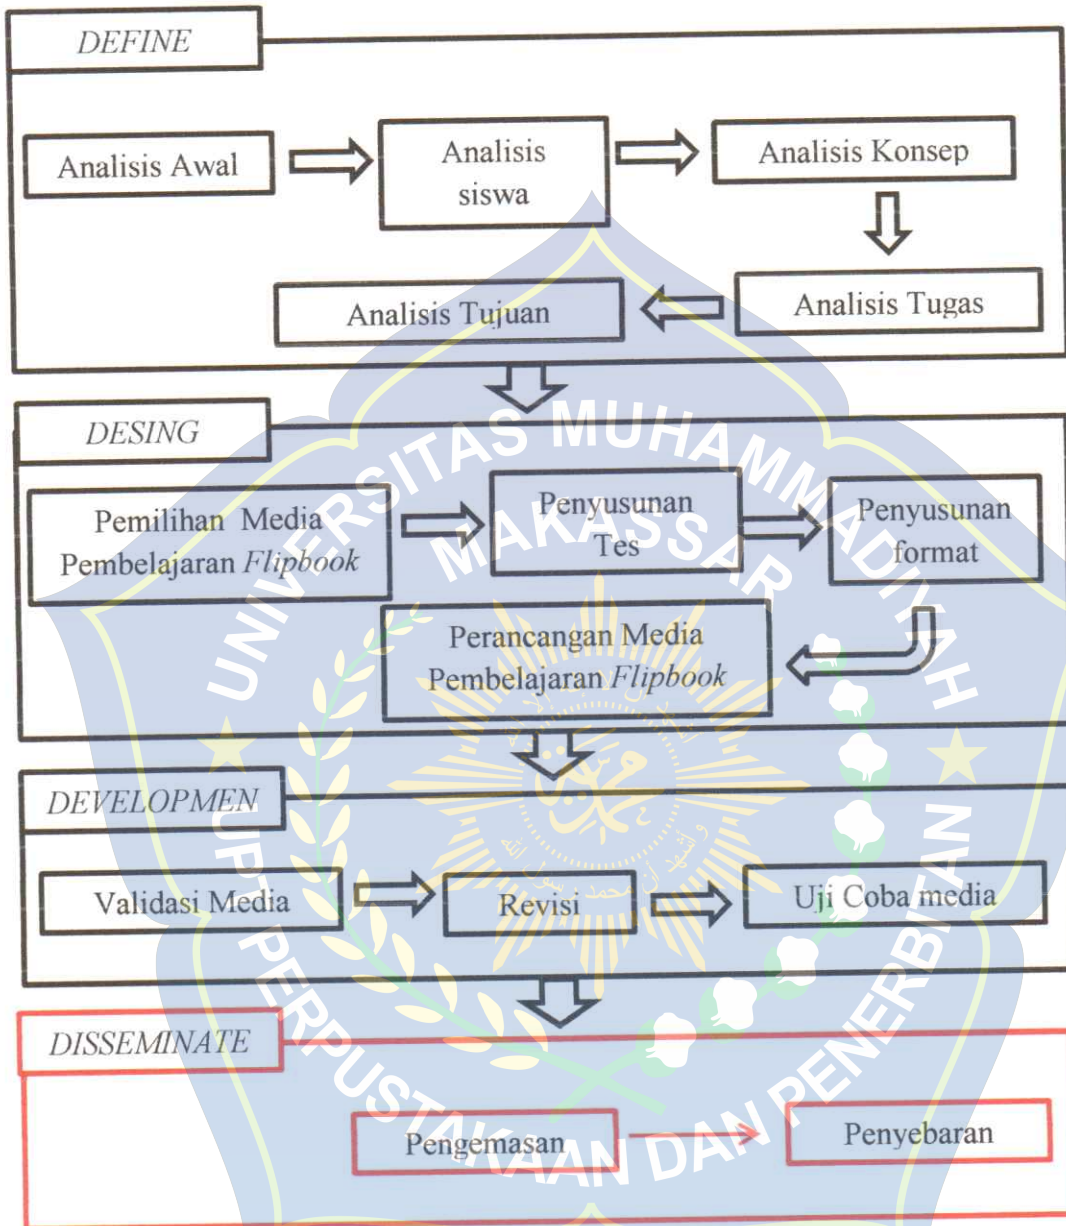 DEFINE
Analisis Awal
Analisis
siswa
Analisis Konsep
Analisis Tugas
Analisis Tujuan
DESING
Pemilihan Media
Pembelajaran Flipbook
Penyusunan
Tes
Penyusunan
format
Perancangan Media
Pembelajaran Flipbook
DEVELOPMEN
Validasi Media
Revisi
Uji Coba media
DISSEMINATE
Pengemasan
Penyebaran
UNIVERSITAS MUHAMMADIYAH
MAKASSAR
UPT PERPUSTAKAAN DAN PENERBITAN